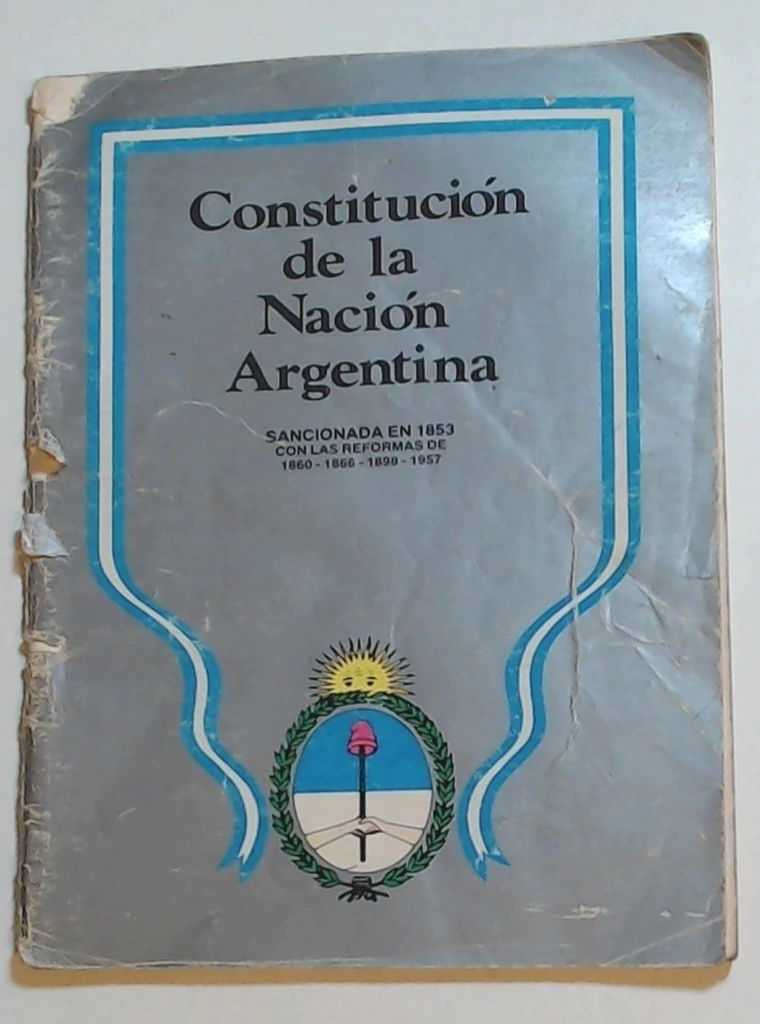 Constitución
de la
Nación
Argentina
SANCIONADA EN 1853
CON LAS REFORMAS DE
1860 - 1866 - 1898 - 1957